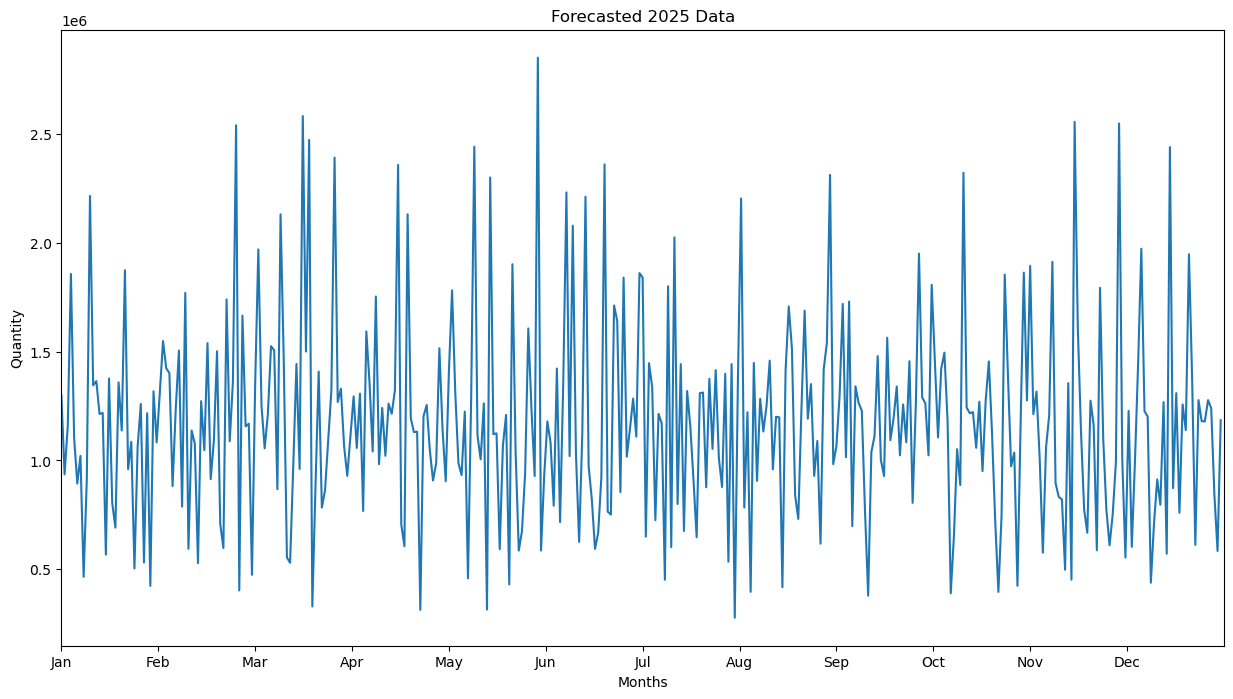 Forecasted 2025 Data
1e6
2.5
2.0
1.5
1.0
0.5
Quantity
Jan Feb Mar Apr May Jun Jul Aug Sep Oct Nov Dec
Months